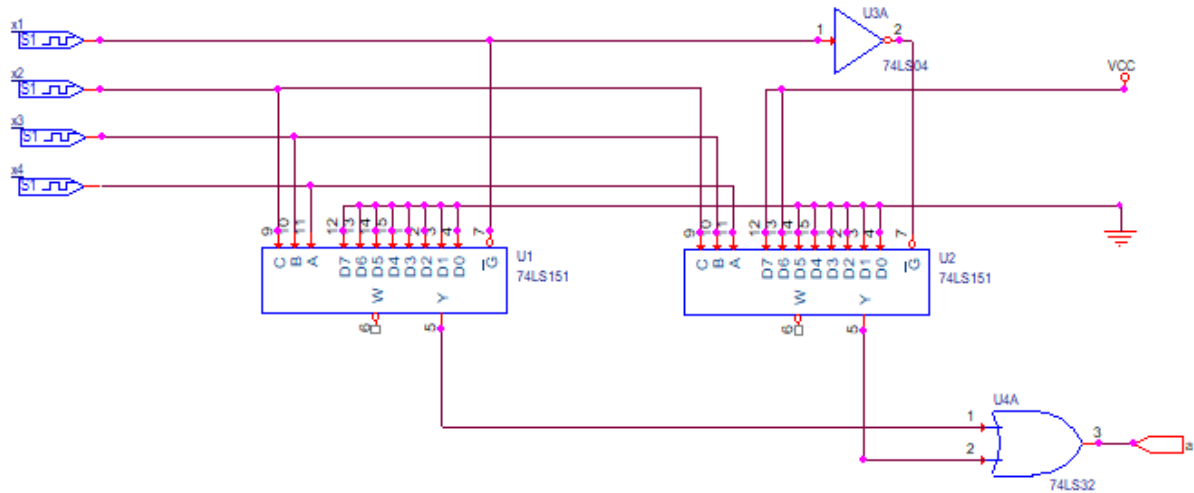 x1
S1
x2
S1
x3
S1
x4
S1
U3A
1
2
74LS04
VCC
9
10
11
12
13
14
15
1
2
3
4
7
C
B
A
D7
D6
D5
D4
D3
D2
D1
D0
G
W
Y
6
5
U1
74LS151
9
10
11
12
13
14
15
1
2
3
4
7
C
B
A
D7
D6
D5
D4
D3
D2
D1
D0
G
W
Y
6
5
U2
74LS151
U4A
1
2
3
74LS32
a